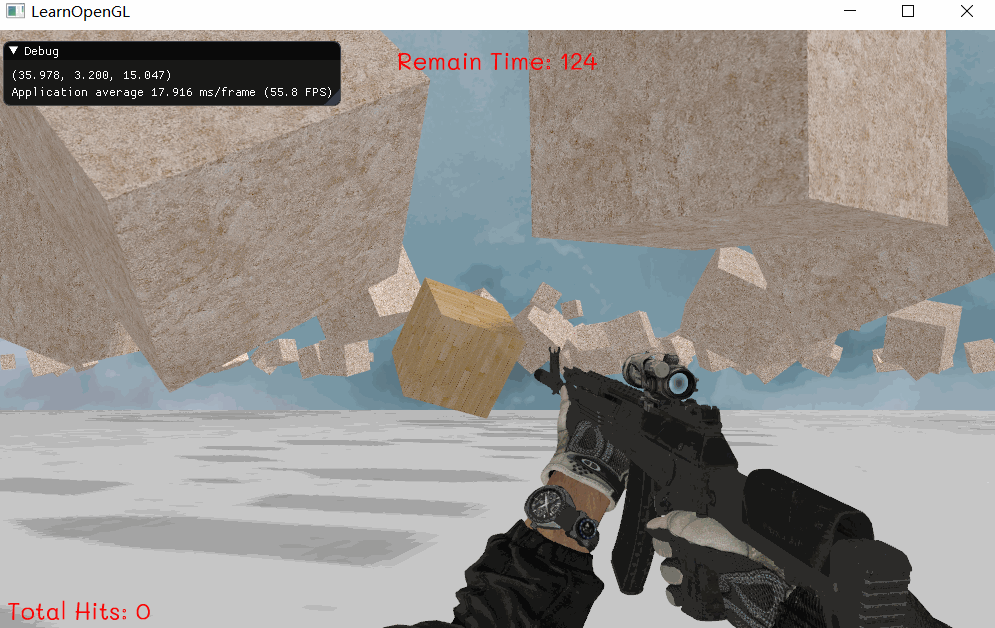 LearnOpenGL
Debug
Remain Time: 124
(35.978, 3.200, 15.047)
Application average 17.916 ms/frame (55.8 FPS)
Total Hits: 0